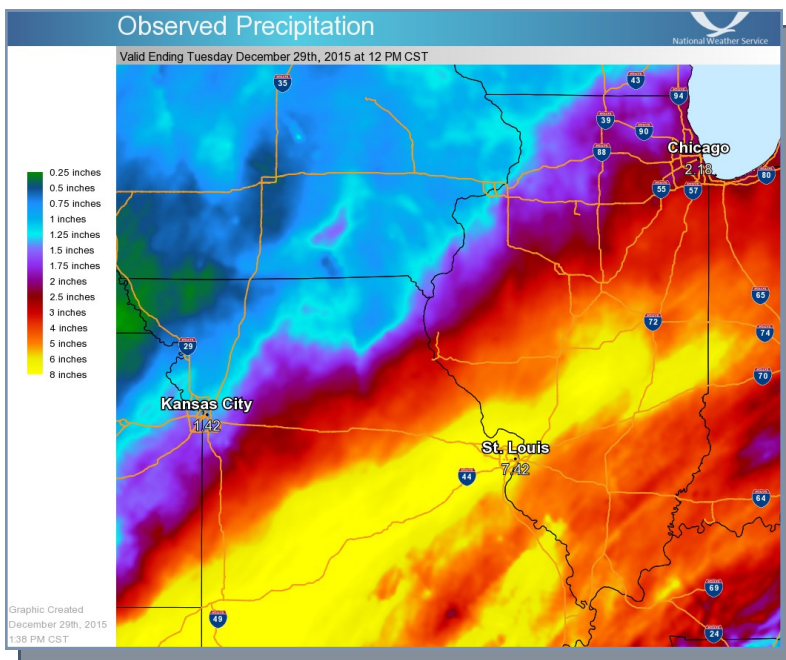 Observed Precipitation
National Weather Service
Valid Ending Tuesday December 29th, 2015 at 12 PM CST
35
43
94
39
90
Chicago
88
2.18
80
55
57
0.25 inches
0.5 inches
0.75 inches
1 inches
1.25 inches
1.5 inches
1.75 inches
2 inches
2.5 inches
3 inches
4 inches
5 inches
6 inches
8 inches
65
72
74
29
70
Kansas City
1.42
St. Louis
7.42
44
64
69
49
24
Graphic Created
December 29th, 2015
1:38 PM CST